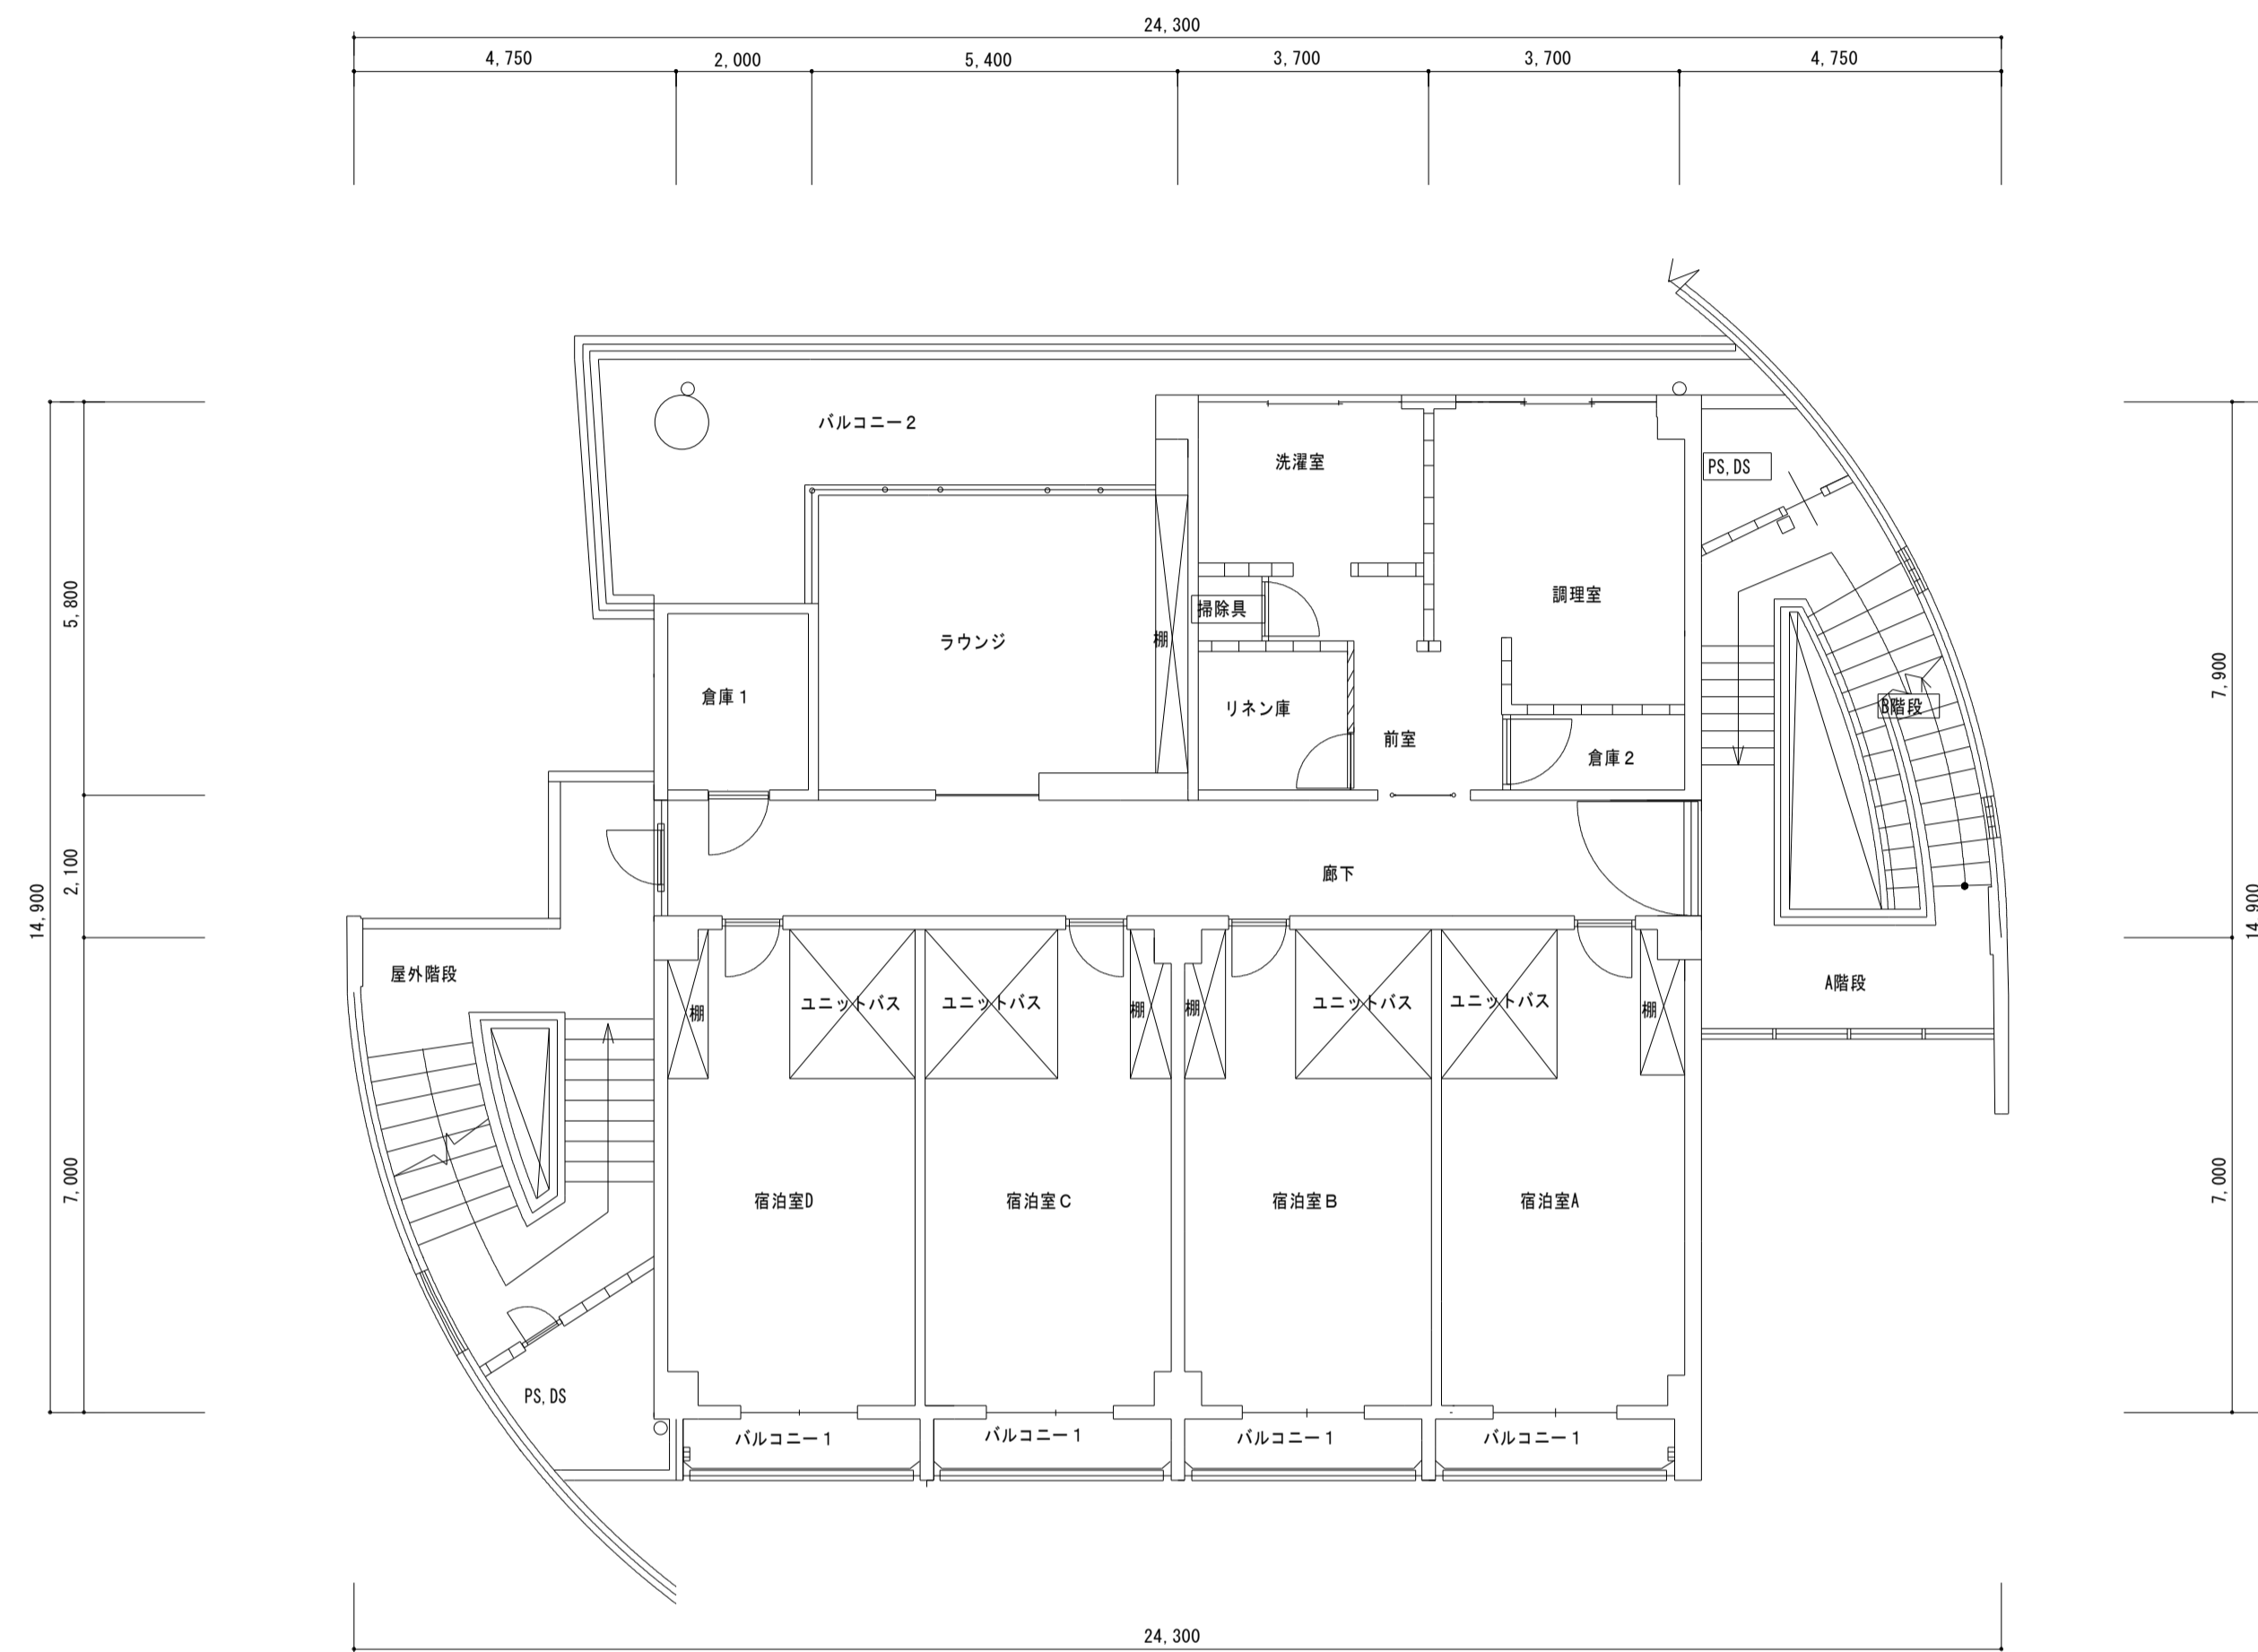 24,300
4,750
2,000
5,400
3,700
3,700
4,750
バルコニー2
洗濯室
PS,DS
5,800
掃除具
調理室
ラウンジ
棚
7,900
倉庫1
リネン庫
B階段
前室
倉庫2
2,100
廊下
14,900
14,900
屋外階段
A階段
棚
ユニットバス
ユニットバス
棚
棚
ユニットバス
ユニットバス
棚
7,000
宿泊室D
宿泊室C
宿泊室B
宿泊室A
7,000
PS,DS
バルコニー1
バルコニー1
バルコニー1
バルコニー1
24,300